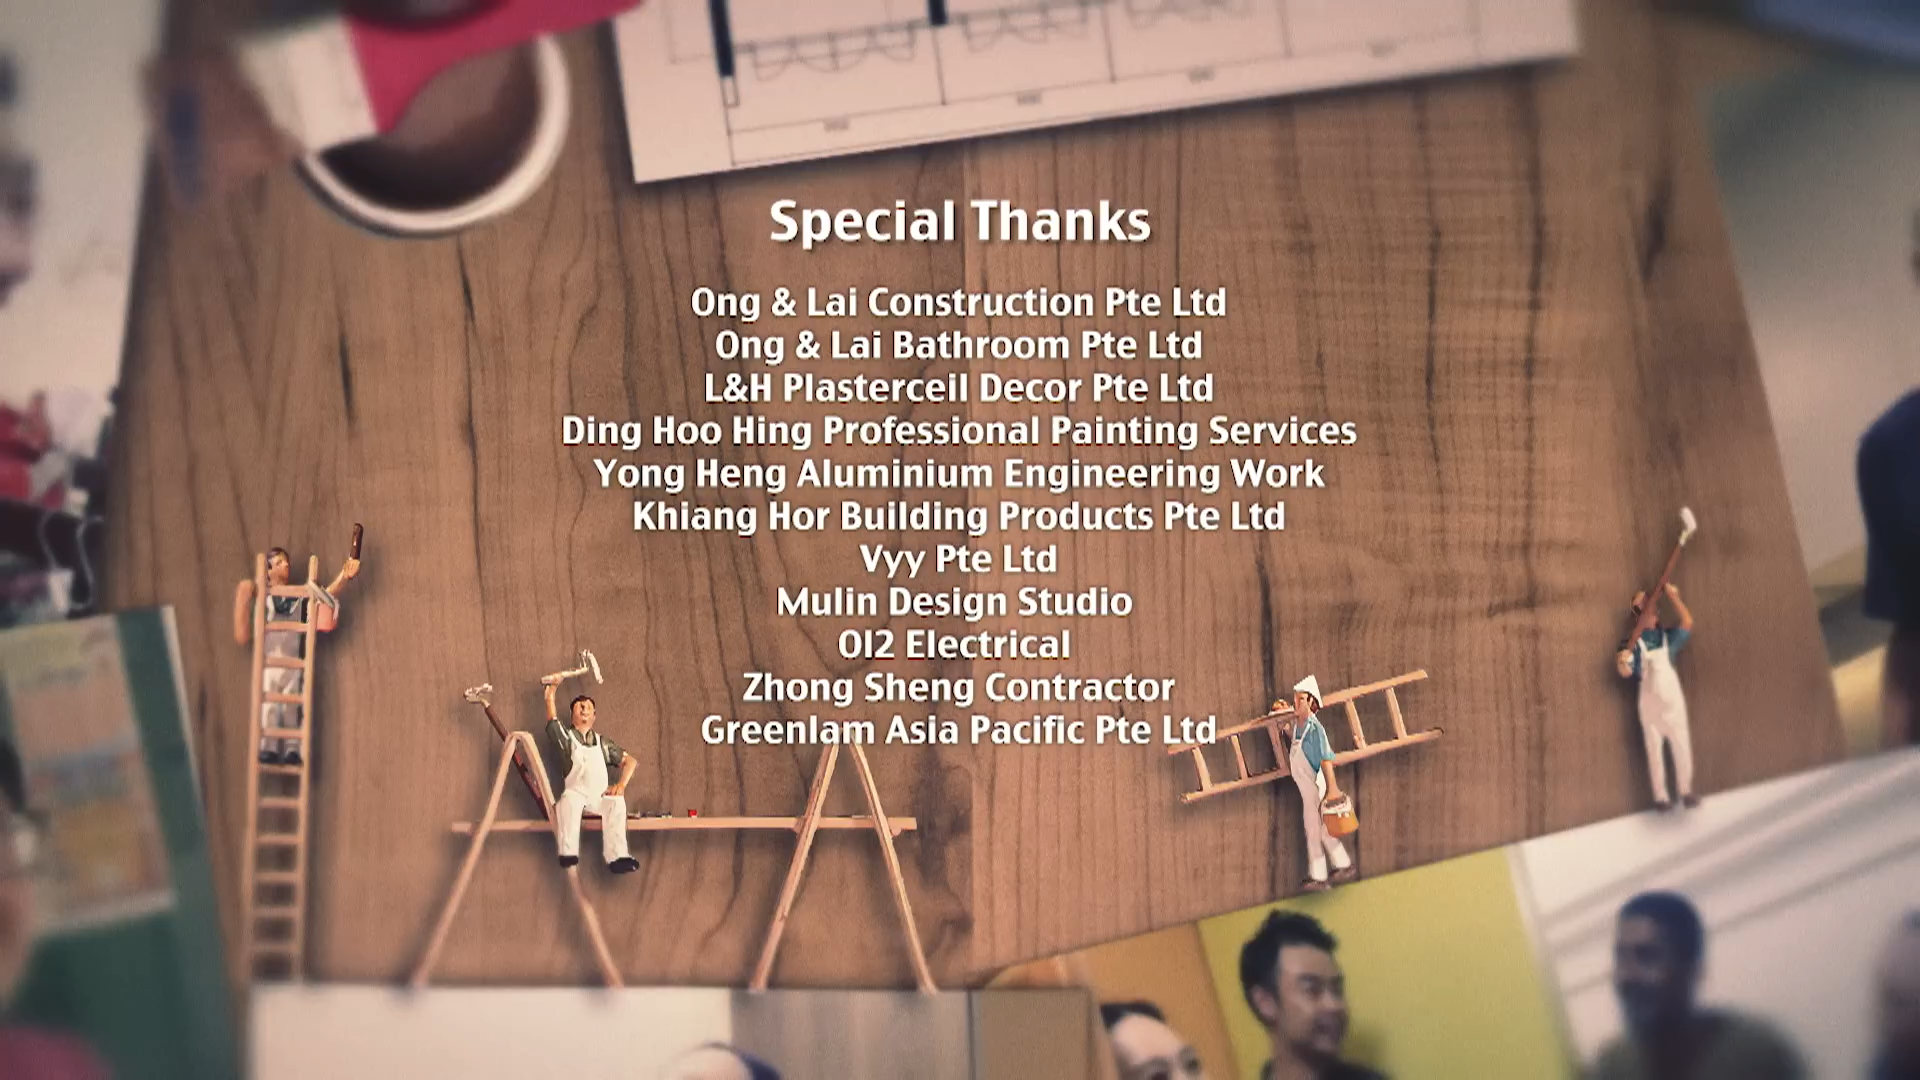 Special Thanks
Ong & Lai Construction Pte Ltd
Ong & Lai Bathroom Pte Ltd
L&H Plasterceil Decor Pte Ltd
Ding Hoo Hing Professional Painting Services
Yong Heng Aluminium Engineering Work
Khiang Hor Building Products Pte Ltd
Vyy Pte Ltd
Mulin Design Studio
Ol2 Electrical
Zhong Sheng Contractor
Greenlam Asia Pacific Pte Ltd